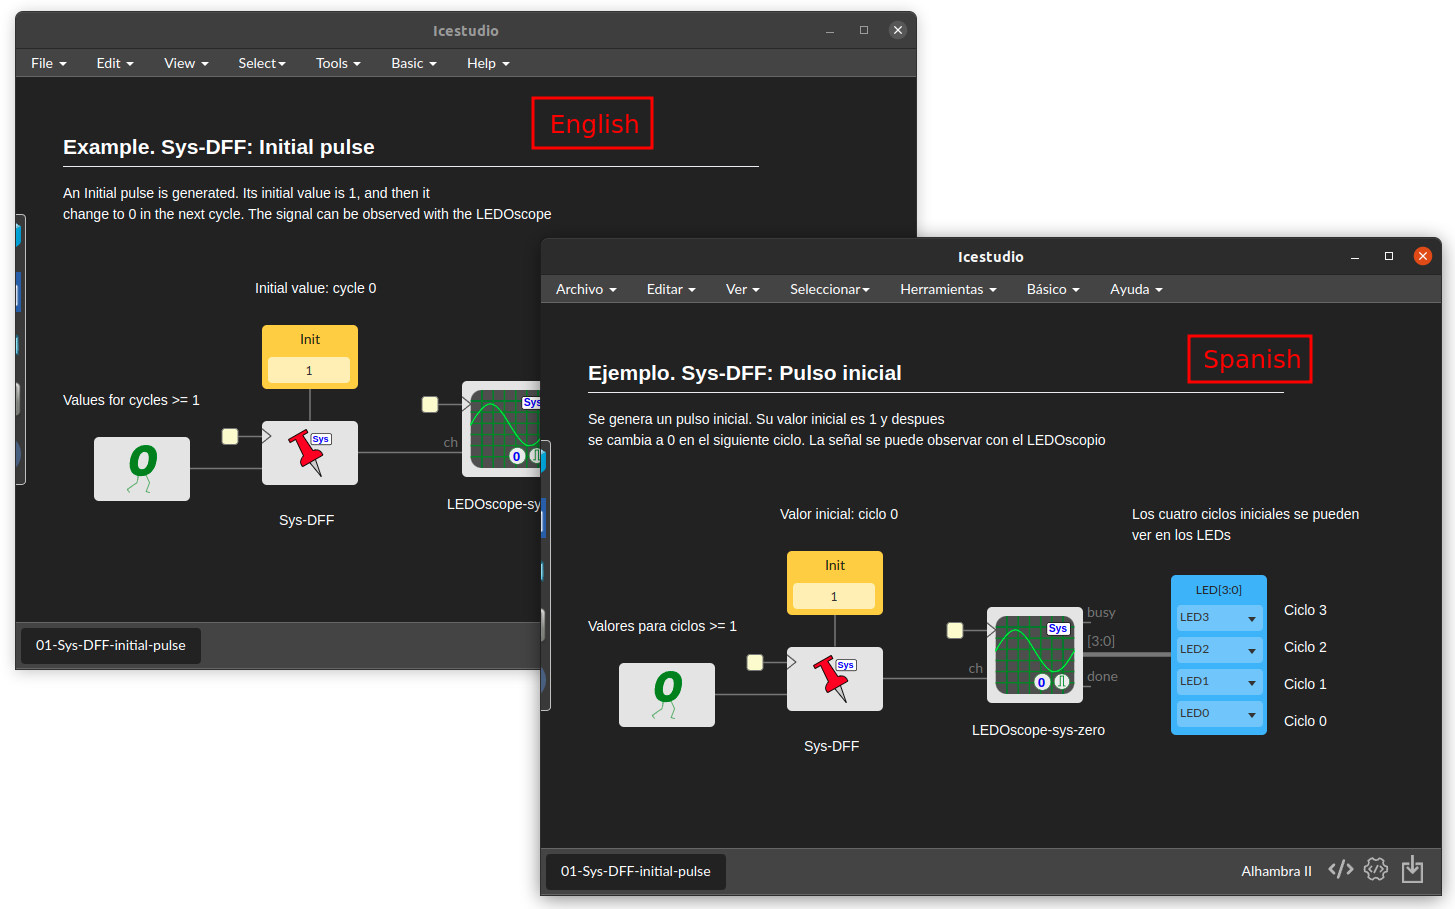 Icestudio
File Edit View Select Tools Basic Help
English
Example. Sys-DFF: Initial pulse
An Initial pulse is generated. Its initial value is 1, and then it
change to 0 in the next cycle. The signal can be observed with the LEDOscope
Initial value: cycle 0
Init
1
Values for cycles >= 1
Sys
ch
0
Sys
0
LEDOscope-sy
Sys-DFF
01-Sys-DFF-initial-pulse
Icestudio
Archivo Editar Ver Seleccionar Herramientas Básico Ayuda
Spanish
Ejemplo. Sys-DFF: Pulso inicial
Se genera un pulso inicial. Su valor inicial es 1 y despues
se cambia a 0 en el siguiente ciclo. La señal se puede observar con el LEDOscopio
Valor inicial: ciclo 0
Los cuatro ciclos iniciales se pueden
ver en los LEDs
Init
1
LED[3:0]
LED3
LED2
LED1
LED0
Ciclo 3
Ciclo 2
Ciclo 1
Ciclo 0
Valores para ciclos >= 1
busy
Sys
[3:0]
ch
done
0
Sys
0
LEDOscope-sys-zero
Sys-DFF
01-Sys-DFF-initial-pulse
Alhambra II